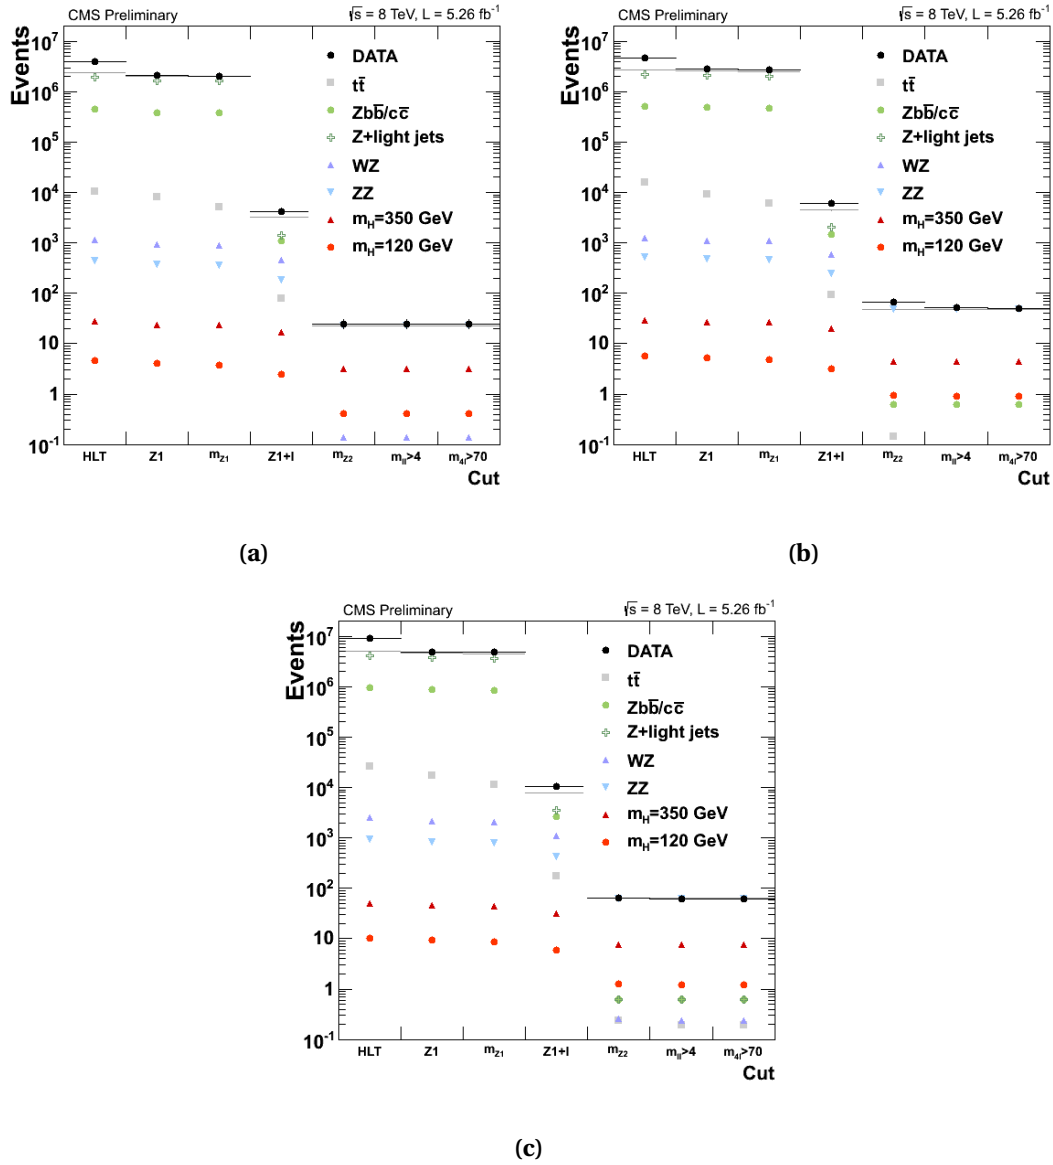 CMS Preliminary √s = 8 TeV, L = 5.26 fb⁻¹
Events
10⁷
10⁶
10⁵
10⁴
10³
10²
10
1
10⁻¹
DATA
tt̄
Zbb̄/cc̄
Z+light jets
WZ
ZZ
m_H=350 GeV
m_H=120 GeV
HLT Z1 m_Z1 Z1+l m_Z2 m_ll>4 m_4l>70
Cut
(a)
CMS Preliminary √s = 8 TeV, L = 5.26 fb⁻¹
Events
10⁷
10⁶
10⁵
10⁴
10³
10²
10
1
10⁻¹
DATA
tt̄
Zbb̄/cc̄
Z+light jets
WZ
ZZ
m_H=350 GeV
m_H=120 GeV
HLT Z1 m_Z1 Z1+l m_Z2 m_ll>4 m_4l>70
Cut
(b)
CMS Preliminary √s = 8 TeV, L = 5.26 fb⁻¹
Events
10⁷
10⁶
10⁵
10⁴
10³
10²
10
1
10⁻¹
DATA
tt̄
Zbb̄/cc̄
Z+light jets
WZ
ZZ
m_H=350 GeV
m_H=120 GeV
HLT Z1 m_Z1 Z1+l m_Z2 m_ll>4 m_4l>70
Cut
(c)